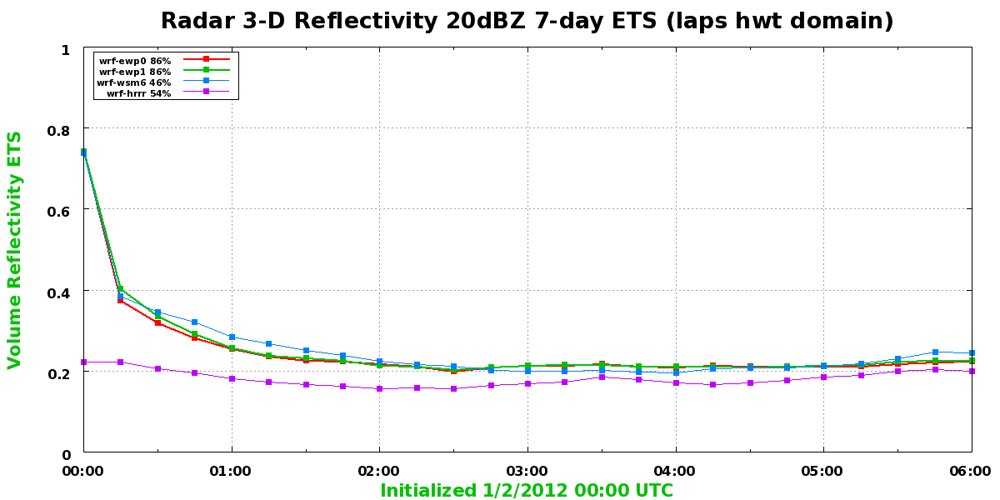 Radar 3-D Reflectivity 20dBZ 7-day ETS (laps hwt domain)
1
wrf-ewp0 86%
wrf-ewp1 86%
wrf-wsm6 46%
wrf-hrrr 54%
0.8
0.6
0.4
0.2
0
Volume Reflectivity ETS
00:00 01:00 02:00 03:00 04:00 05:00 06:00
Initialized 1/2/2012 00:00 UTC